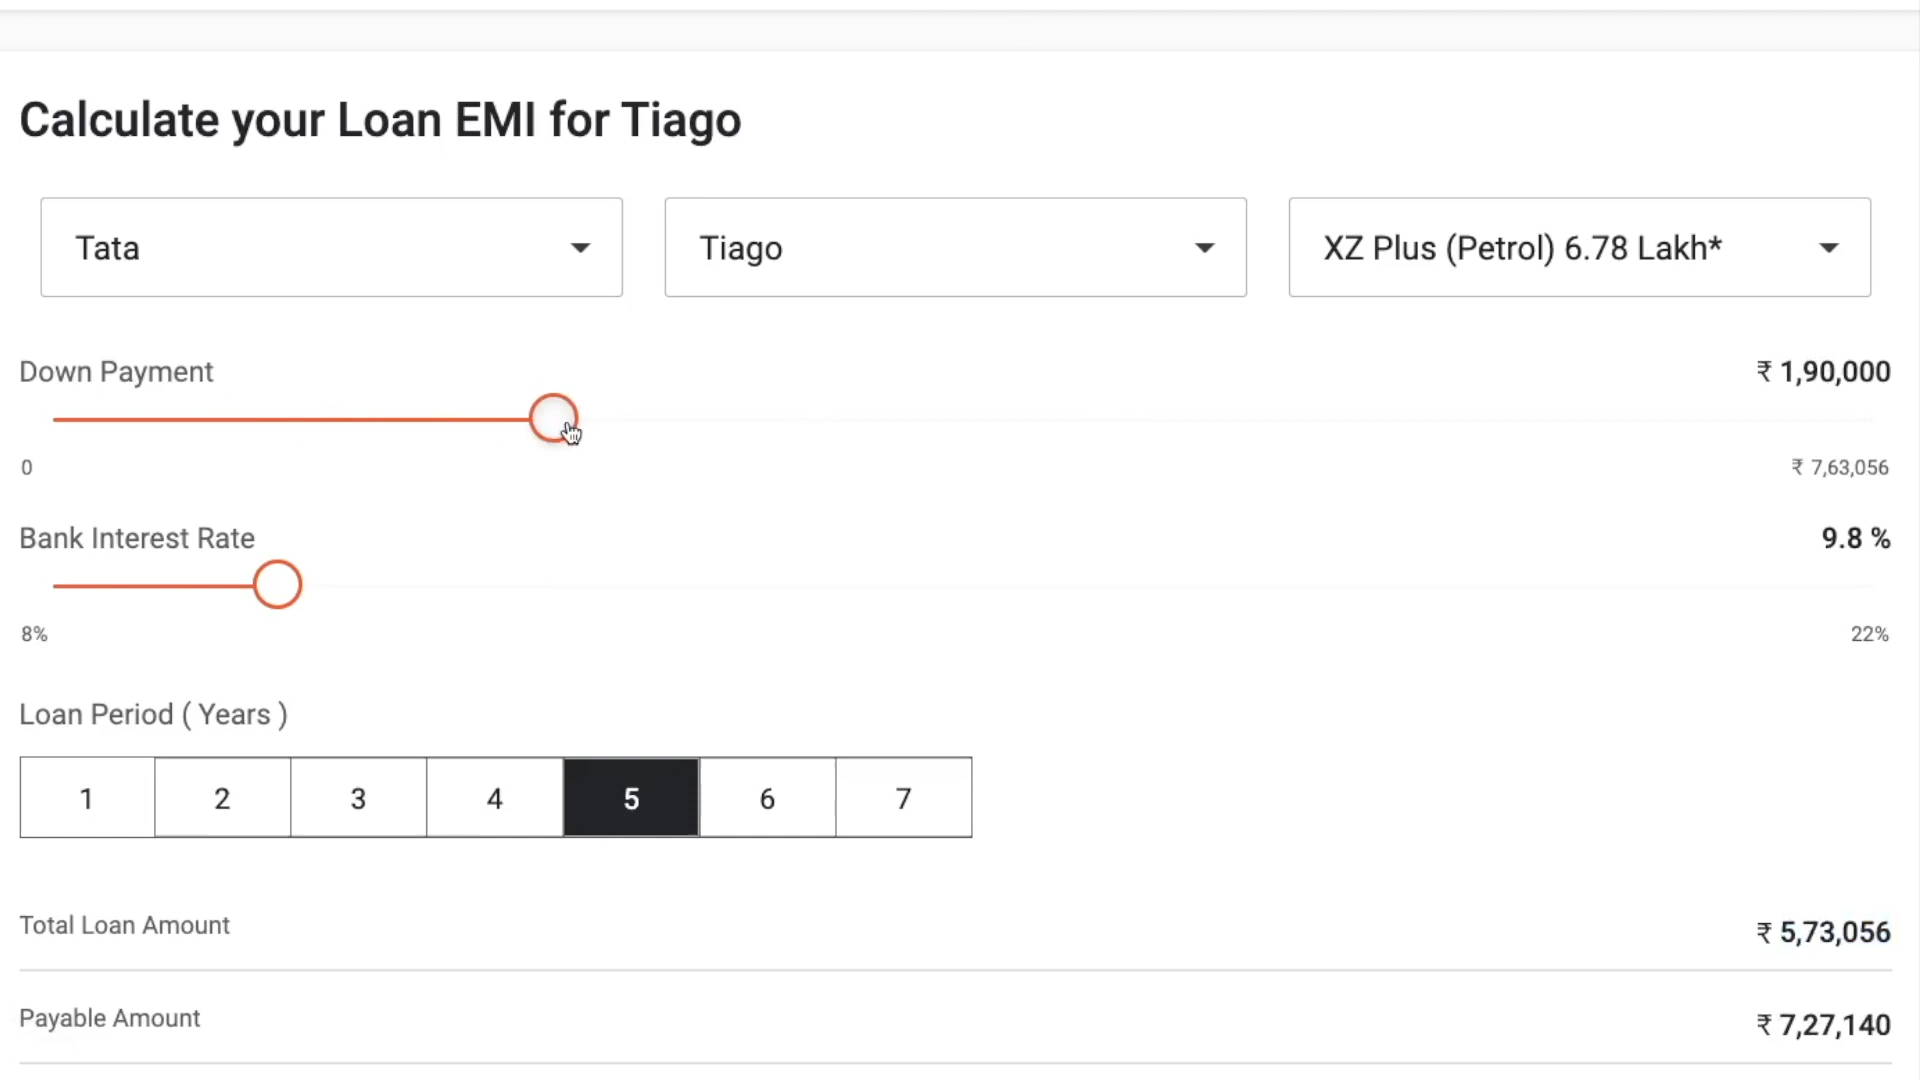 Calculate your Loan EMI for Tiago
Tata
Tiago
XZ Plus (Petrol) 6.78 Lakh*
Down Payment
₹ 1,90,000
0
₹ 7,63,056
Bank Interest Rate
9.8 %
8%
22%
Loan Period ( Years )
1 2 3 4 5 6 7
Total Loan Amount
₹ 5,73,056
Payable Amount
₹ 7,27,140